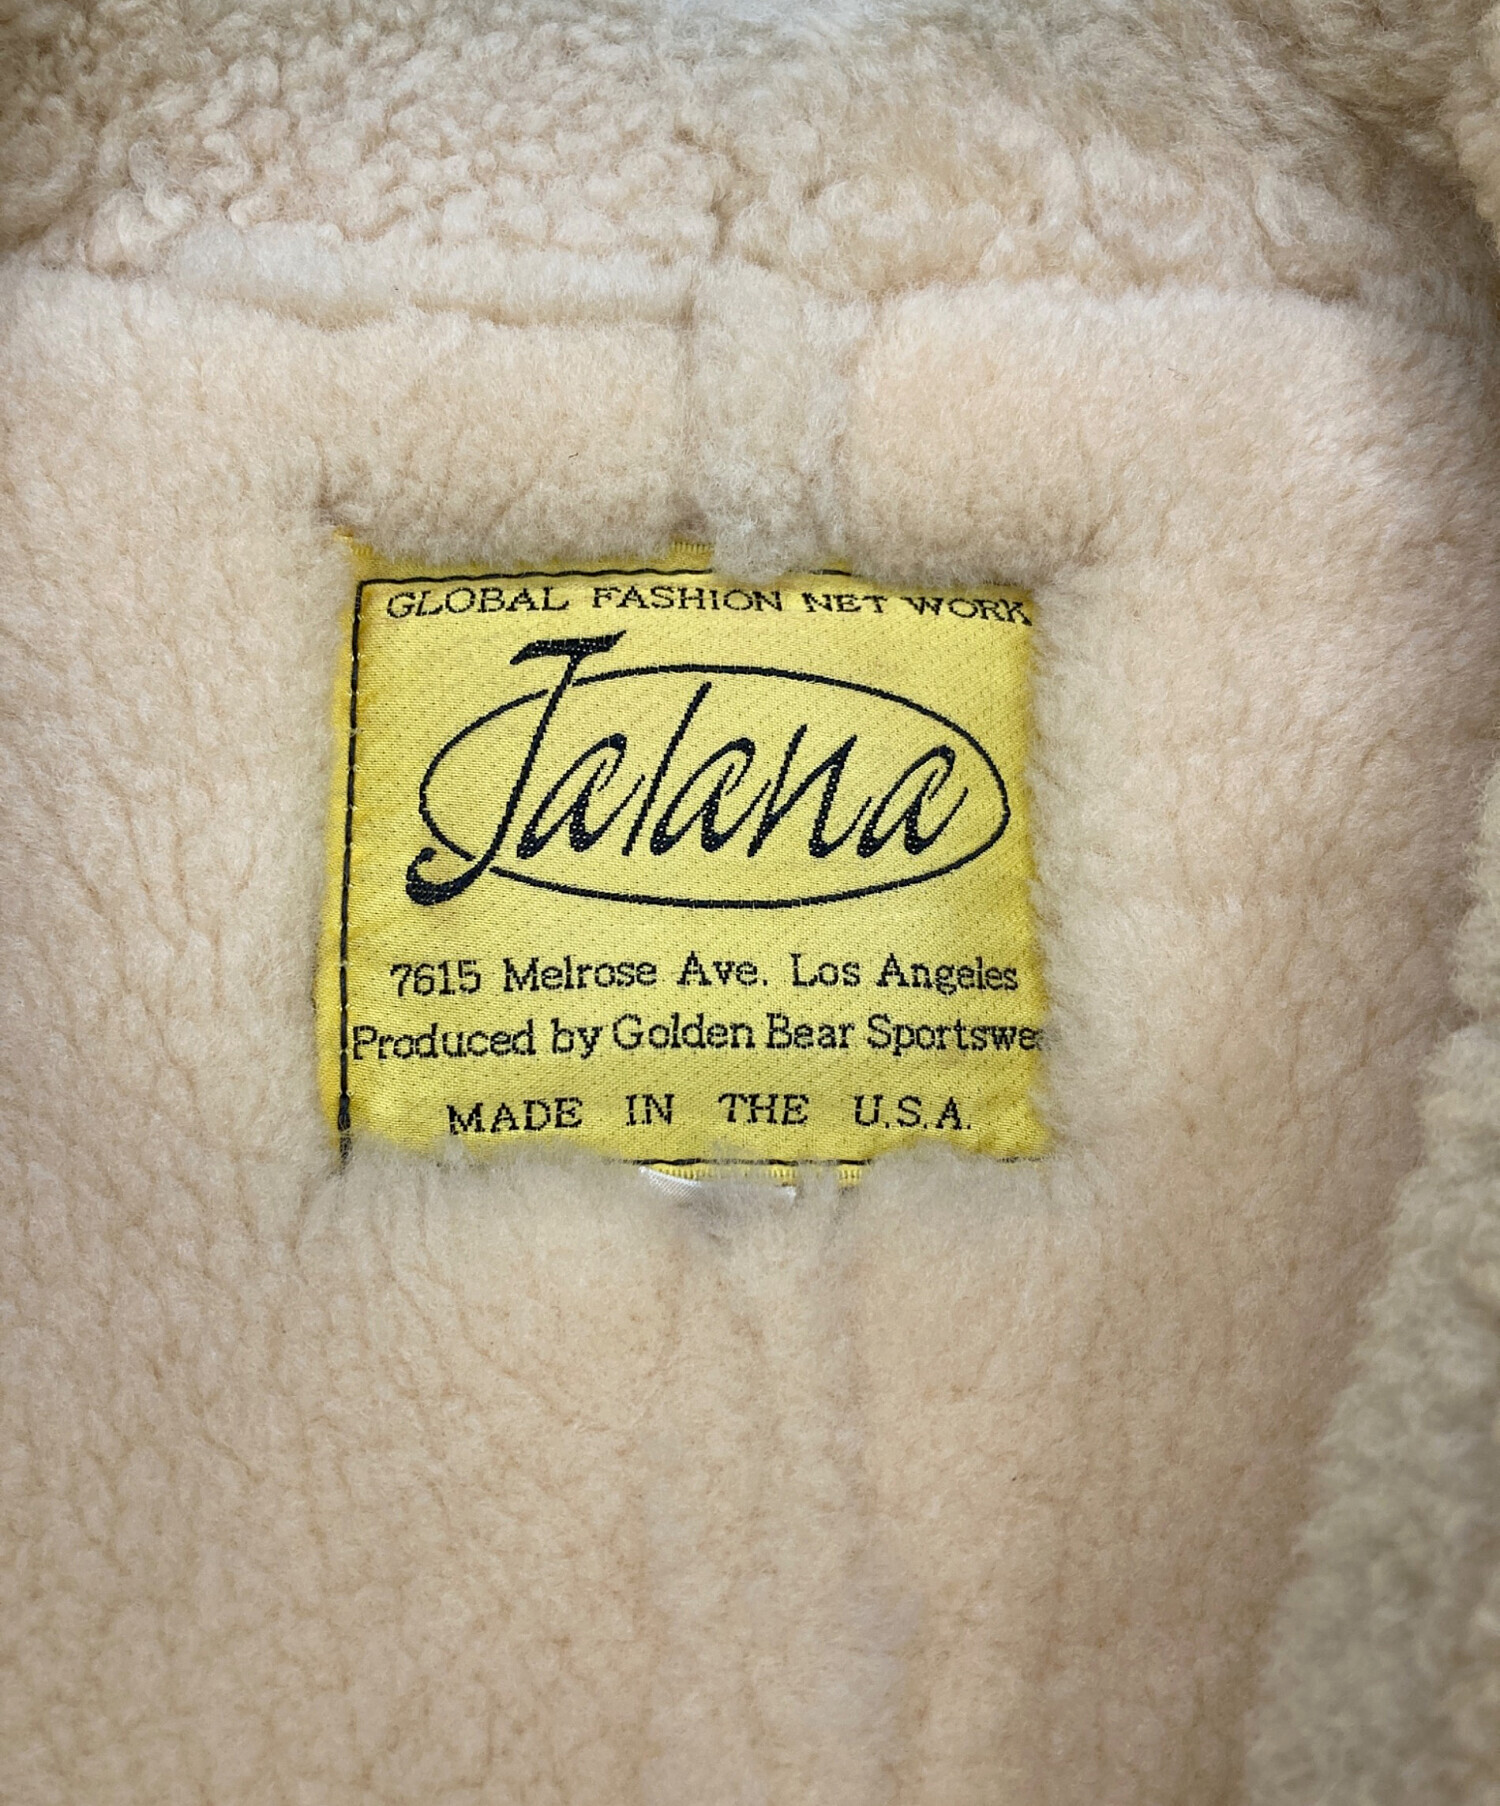 GLOBAL FASHION NET WORK
Jalana
7615 Melrose Ave. Los Angeles
Produced by Golden Bear Sportswea
MADE IN THE U.S.A.